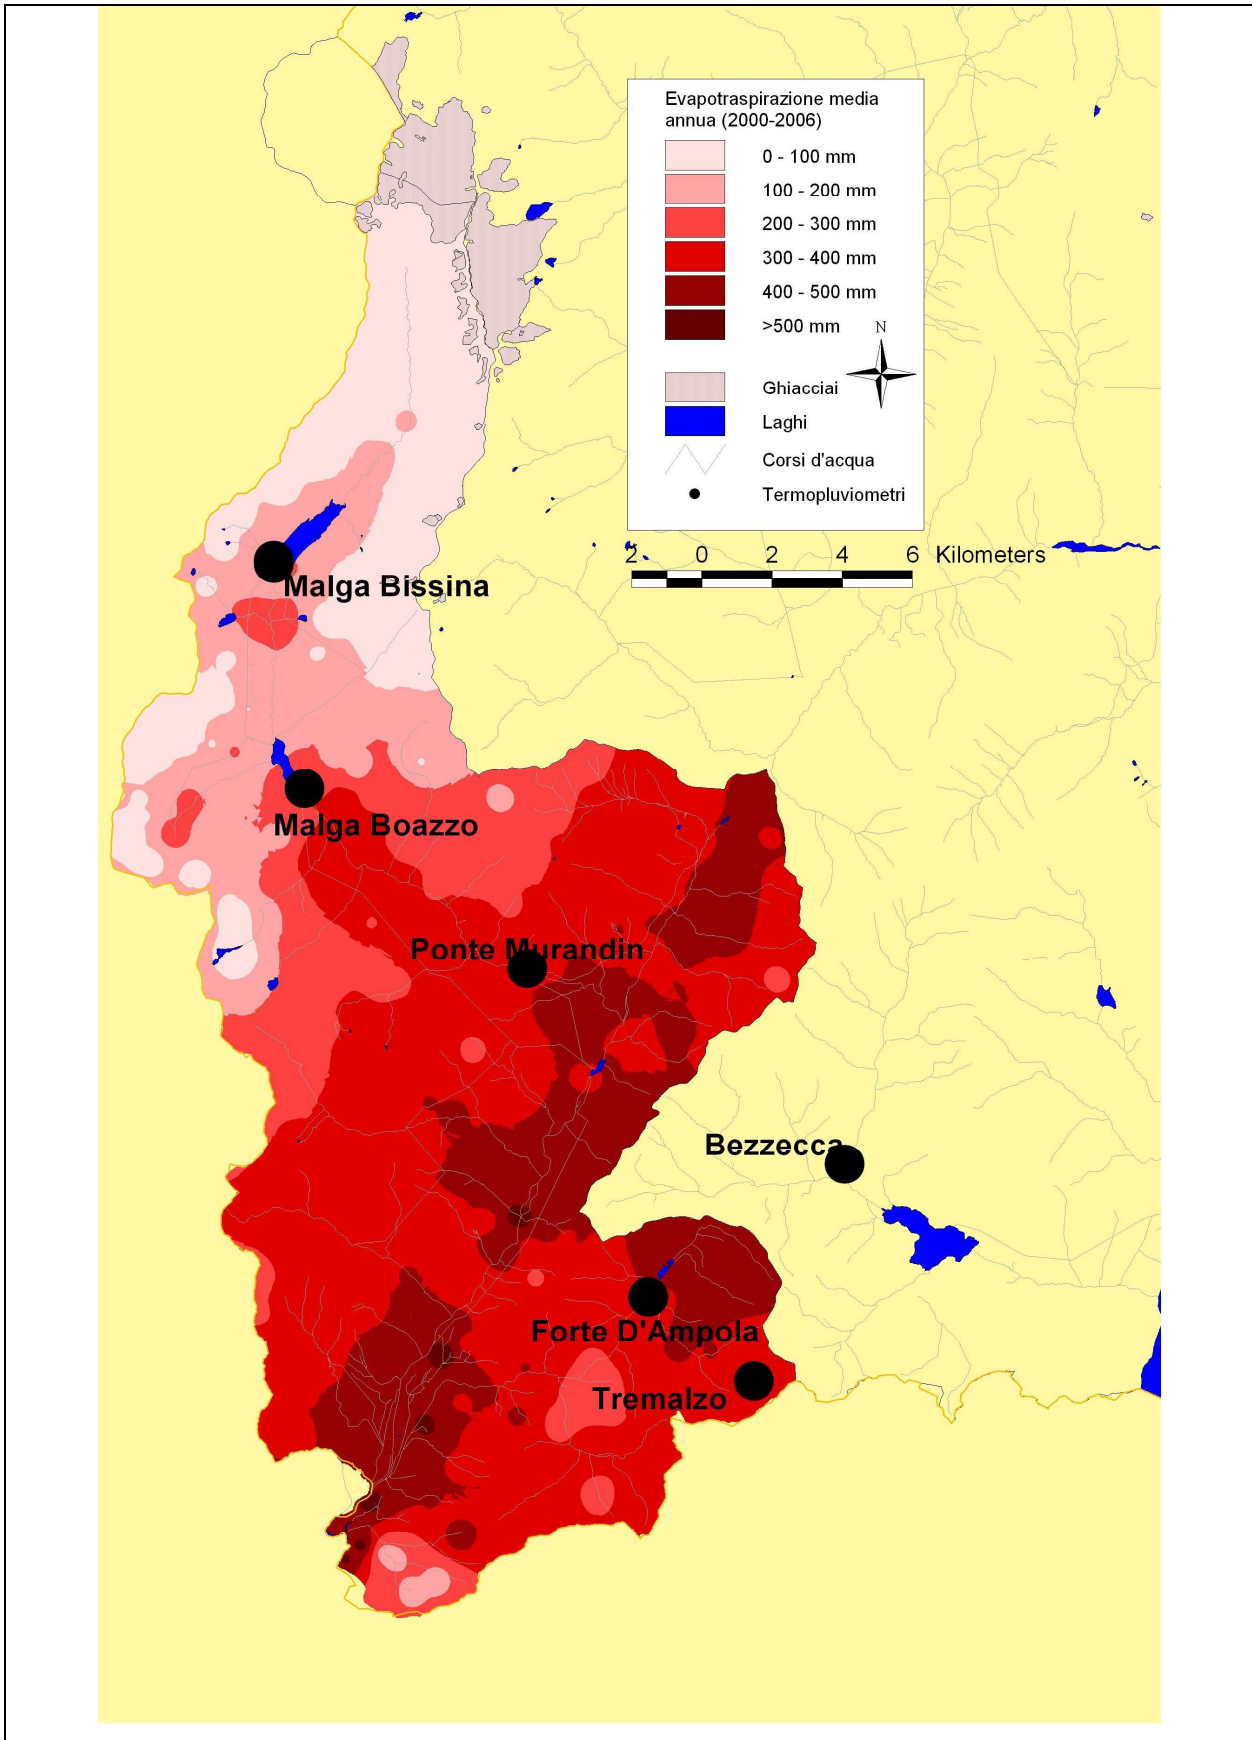 Evapotraspirazione media
annua (2000-2006)
0 - 100 mm
100 - 200 mm
200 - 300 mm
300 - 400 mm
400 - 500 mm
>500 mm
N
Ghiacciai
Laghi
Corsi d'acqua
Termopluviometri
2 0 2 4 6 Kilometers
Malga Bissina
Malga Boazzo
Ponte Murandin
Bezzecca
Forte D'Ampola
Tremalzo